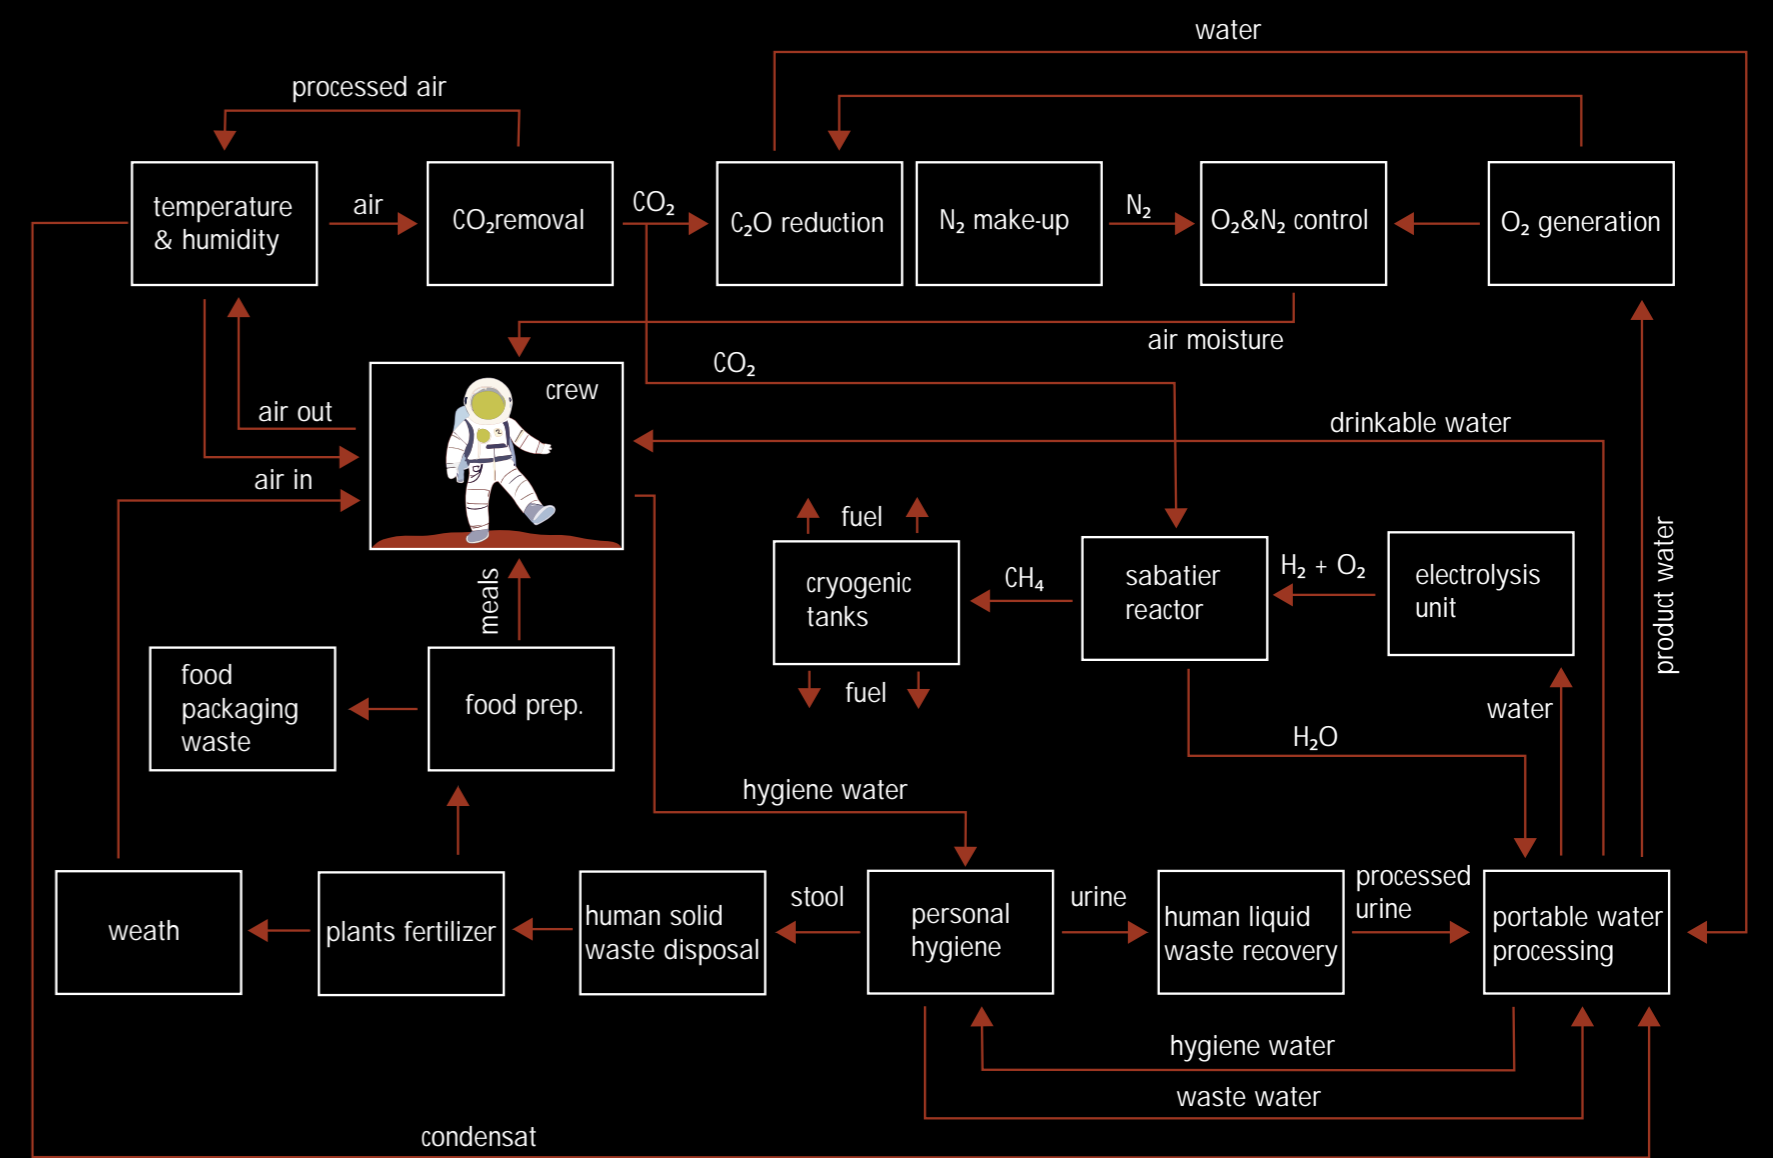 water
processed air
temperature
& humidity
air
CO₂removal
CO₂
C₂O reduction
N₂ make-up
N₂
O₂&N₂ control
O₂ generation
air moisture
CO₂
crew
air out
drinkable water
air in
fuel
cryogenic
tanks
fuel
CH₄
sabatier
reactor
H₂ + O₂
electrolysis
unit
product water
meals
food
packaging
waste
food prep.
water
H₂O
hygiene water
weath
plants fertilizer
human solid
waste disposal
stool
personal
hygiene
urine
human liquid
waste recovery
processed
urine
portable water
processing
hygiene water
waste water
condensat